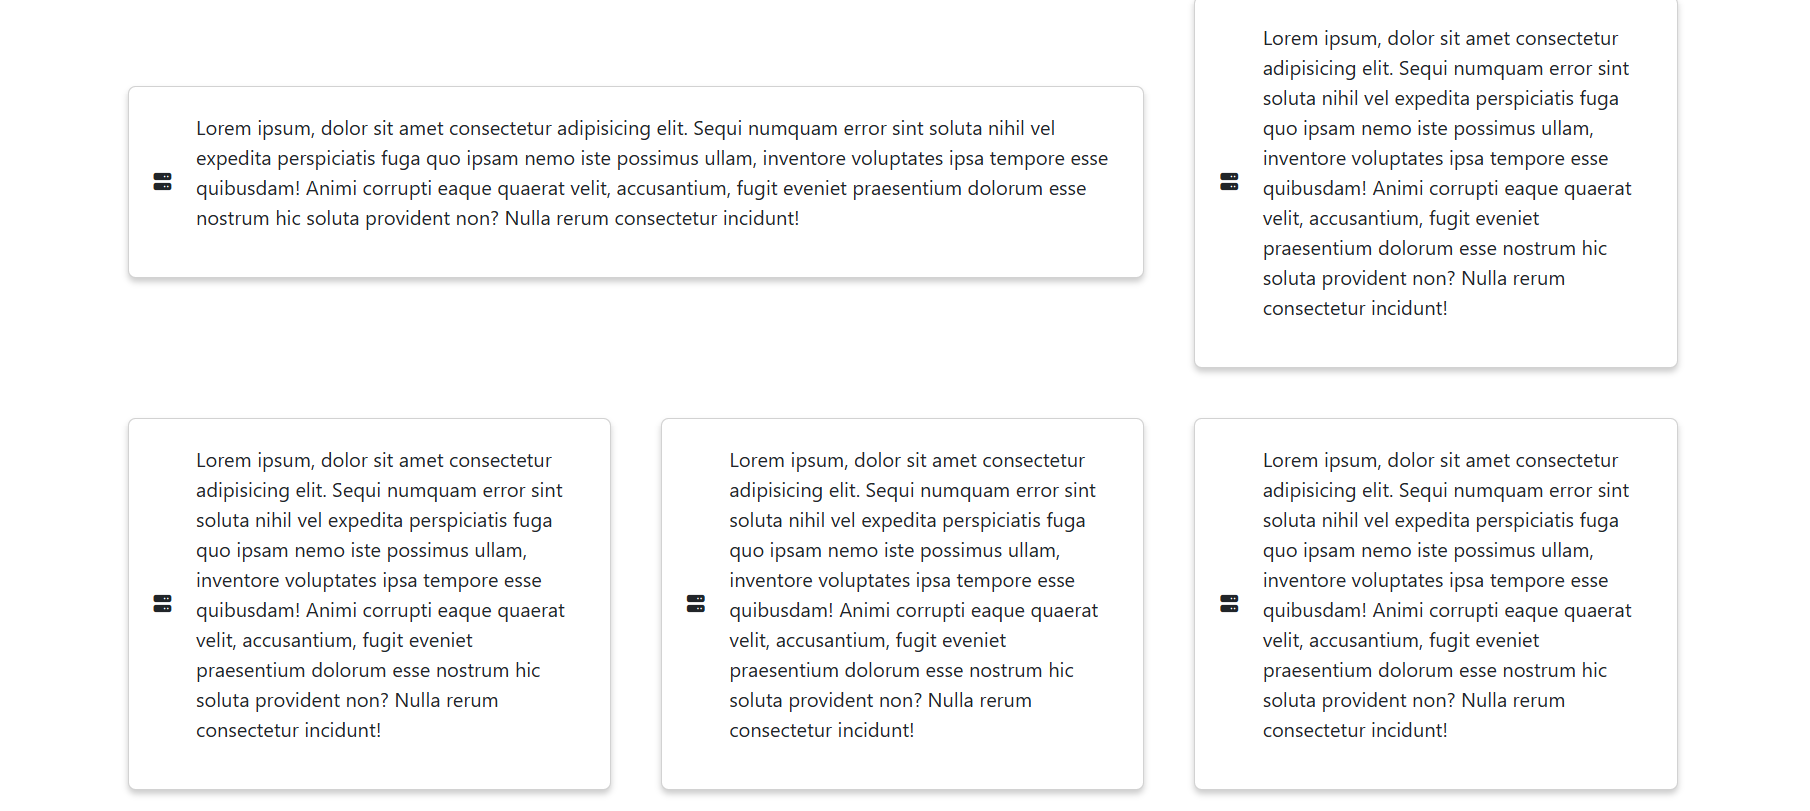 Lorem ipsum, dolor sit amet consectetur adipisicing elit. Sequi numquam error sint soluta nihil vel
expedita perspiciatis fuga quo ipsam nemo iste possimus ullam, inventore voluptates ipsa tempore esse
quibusdam! Animi corrupti eaque quaerat velit, accusantium, fugit eveniet praesentium dolorum esse
nostrum hic soluta provident non? Nulla rerum consectetur incidunt!
Lorem ipsum, dolor sit amet consectetur
adipisicing elit. Sequi numquam error sint
soluta nihil vel expedita perspiciatis fuga
quo ipsam nemo iste possimus ullam,
inventore voluptates ipsa tempore esse
quibusdam! Animi corrupti eaque quaerat
velit, accusantium, fugit eveniet
praesentium dolorum esse nostrum hic
soluta provident non? Nulla rerum
consectetur incidunt!
Lorem ipsum, dolor sit amet consectetur
adipisicing elit. Sequi numquam error sint
soluta nihil vel expedita perspiciatis fuga
quo ipsam nemo iste possimus ullam,
inventore voluptates ipsa tempore esse
quibusdam! Animi corrupti eaque quaerat
velit, accusantium, fugit eveniet
praesentium dolorum esse nostrum hic
soluta provident non? Nulla rerum
consectetur incidunt!
Lorem ipsum, dolor sit amet consectetur
adipisicing elit. Sequi numquam error sint
soluta nihil vel expedita perspiciatis fuga
quo ipsam nemo iste possimus ullam,
inventore voluptates ipsa tempore esse
quibusdam! Animi corrupti eaque quaerat
velit, accusantium, fugit eveniet
praesentium dolorum esse nostrum hic
soluta provident non? Nulla rerum
consectetur incidunt!
Lorem ipsum, dolor sit amet consectetur
adipisicing elit. Sequi numquam error sint
soluta nihil vel expedita perspiciatis fuga
quo ipsam nemo iste possimus ullam,
inventore voluptates ipsa tempore esse
quibusdam! Animi corrupti eaque quaerat
velit, accusantium, fugit eveniet
praesentium dolorum esse nostrum hic
soluta provident non? Nulla rerum
consectetur incidunt!